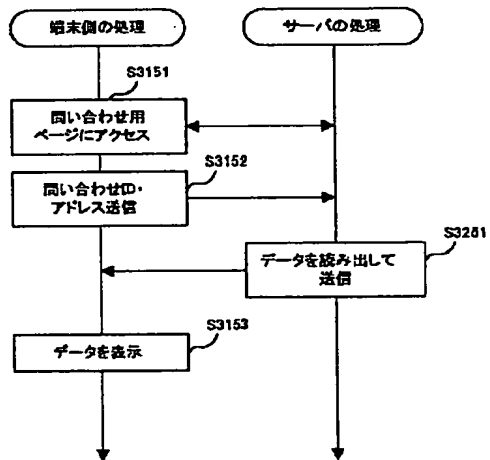 端末側の処理
サーバの処理
S3151
問い合わせ用
ページにアクセス
S3152
問い合わせID・
アドレス送信
S3251
データを読み出して
送信
S3153
データを表示